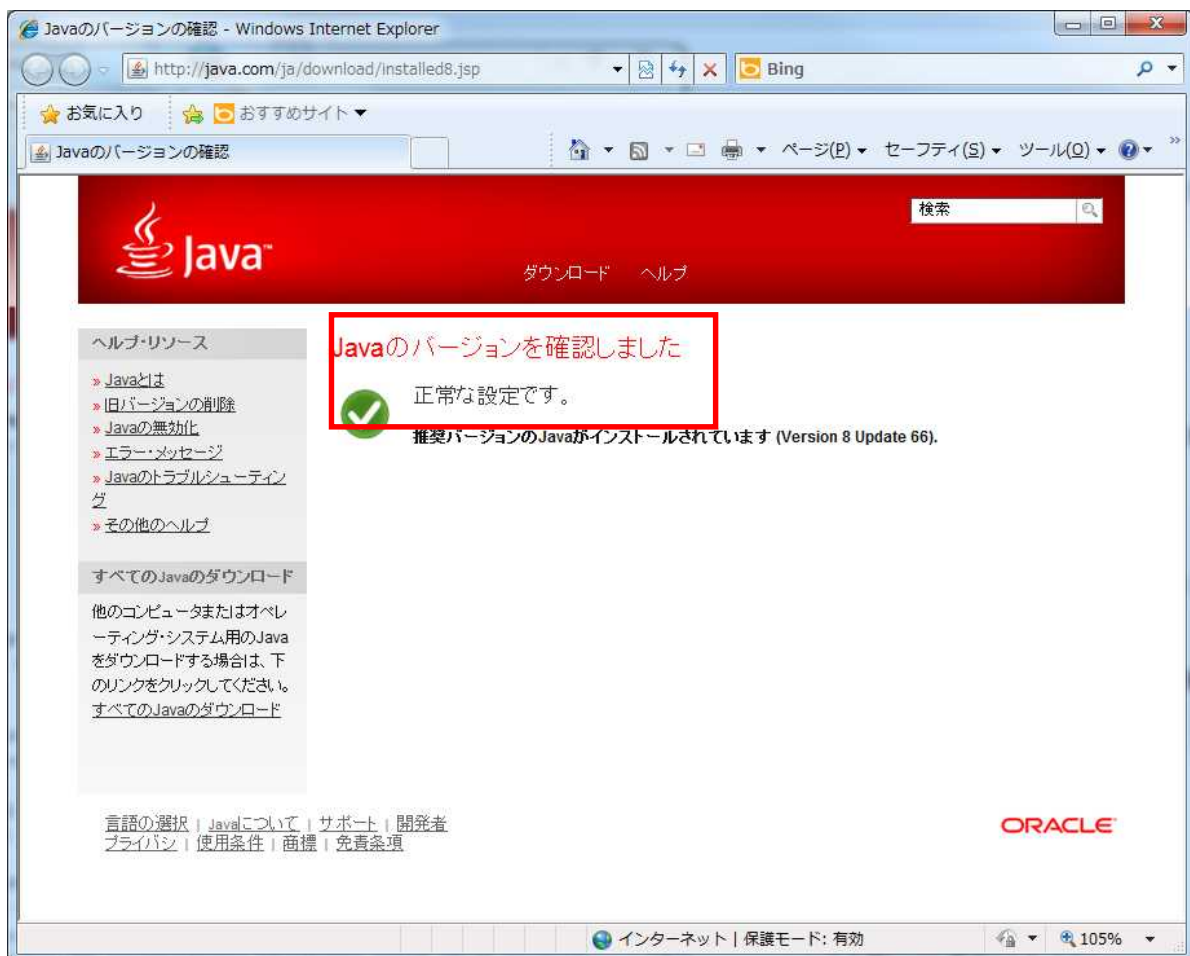 Javaのバージョンの確認 - Windows Internet Explorer
http://java.com/ja/download/installed8.jsp
Bing
お気に入り
おすすめサイト
Javaのバージョンの確認
ページ(P)
セーフティ(S)
ツール(O)
Java™
検索
ダウンロード ヘルプ
ヘルプ・リソース
» Javaとは
» 旧バージョンの削除
» Javaの無効化
» エラー・メッセージ
» Javaのトラブルシューティン
グ
» その他のヘルプ
Javaのバージョンを確認しました
正常な設定です。
推奨バージョンのJavaがインストールされています (Version 8 Update 66).
すべてのJavaのダウンロード
他のコンピュータまたはオペレ
ーティング・システム用のJava
をダウンロードする場合は、下
のリンクをクリックしてください。
すべてのJavaのダウンロード
言語の選択 | Javaについて | サポート | 開発者
プライバシ | 使用条件 | 商標 | 免責条項
ORACLE
インターネット | 保護モード: 有効
105%